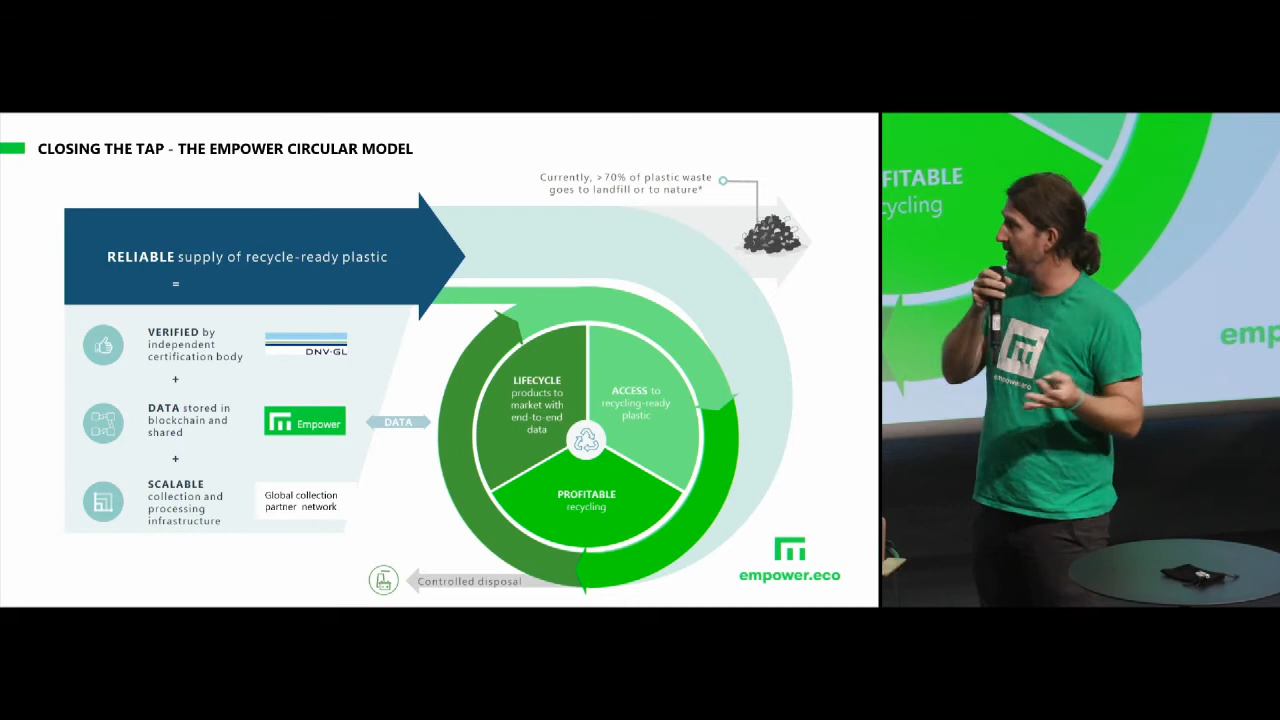 CLOSING THE TAP - THE EMPOWER CIRCULAR MODEL
Currently, >70% of plastic waste
goes to landfill or to nature*
RELIABLE supply of recycle-ready plastic
=
VERIFIED by
independent
certification body
DNV·GL
+
DATA stored in
blockchain and
shared
Empower
DATA
+
SCALABLE
collection and
processing
infrastructure
Global collection
partner network
LIFECYCLE
products to
market with
end-to-end
data
ACCESS to
recycling-ready
plastic
PROFITABLE
recycling
Controlled disposal
empower.eco
FITABLE
cycling
emp
empower.eco